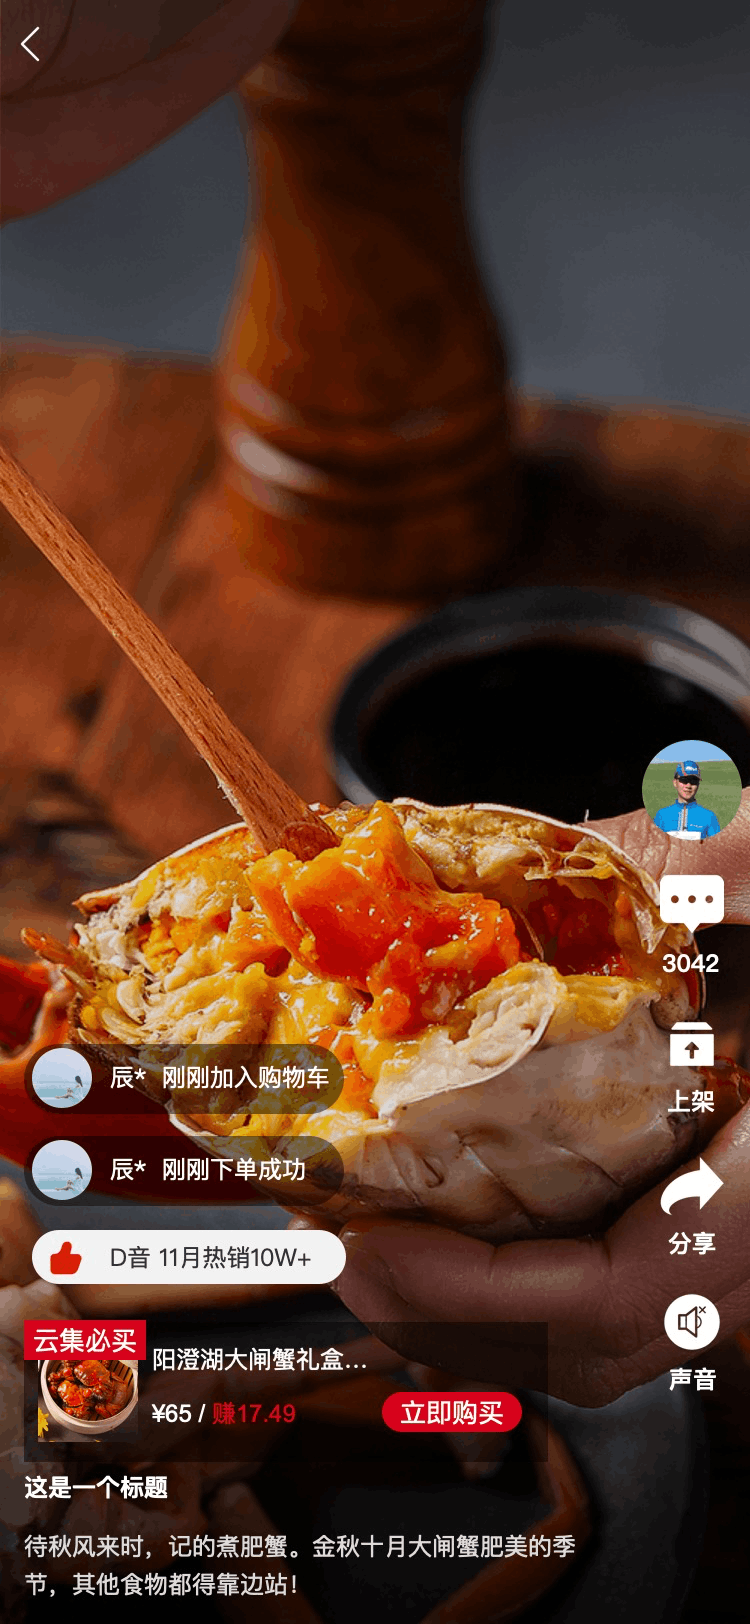 3042
上架
辰* 刚刚加入购物车
辰* 刚刚下单成功
分享
D音 11月热销10W+
云集必买
阳澄湖大闸蟹礼盒...
声音
¥65 / 赚17.49
立即购买
这是一个标题
待秋风来时，记的煮肥蟹。金秋十月大闸蟹肥美的季
节，其他食物都得靠边站！